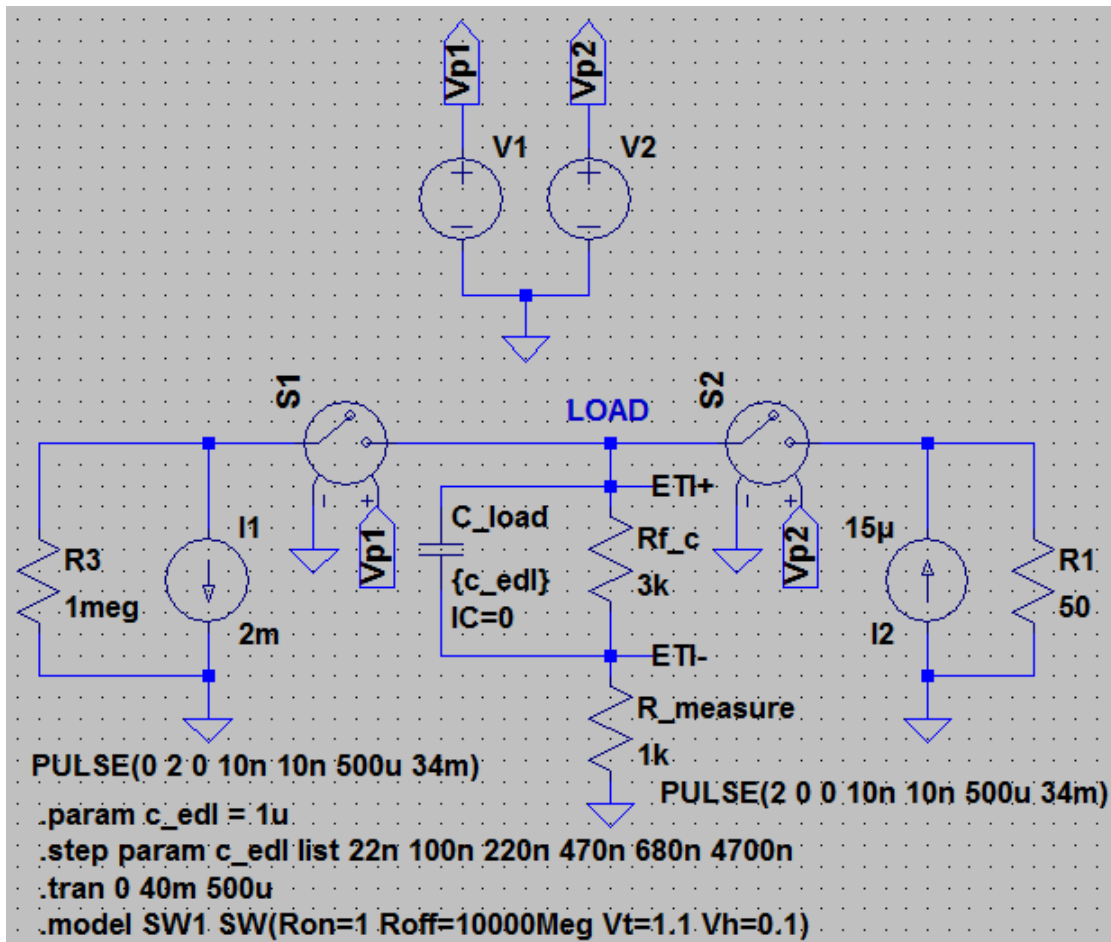 Vp1
Vp2
V1
V2
S1
LOAD
S2
ETI+
C_load
{c_edl}
IC=0
Rf_c
3k
ETI-
R_measure
1k
R3
1meg
I1
2m
Vp1
Vp2
15µ
I2
R1
50
PULSE(0 2 0 10n 10n 500u 34m)
PULSE(2 0 0 10n 10n 500u 34m)
.param c_edl = 1u
.step param c_edl list 22n 100n 220n 470n 680n 4700n
.tran 0 40m 500u
.model SW1 SW(Ron=1 Roff=10000Meg Vt=1.1 Vh=0.1)